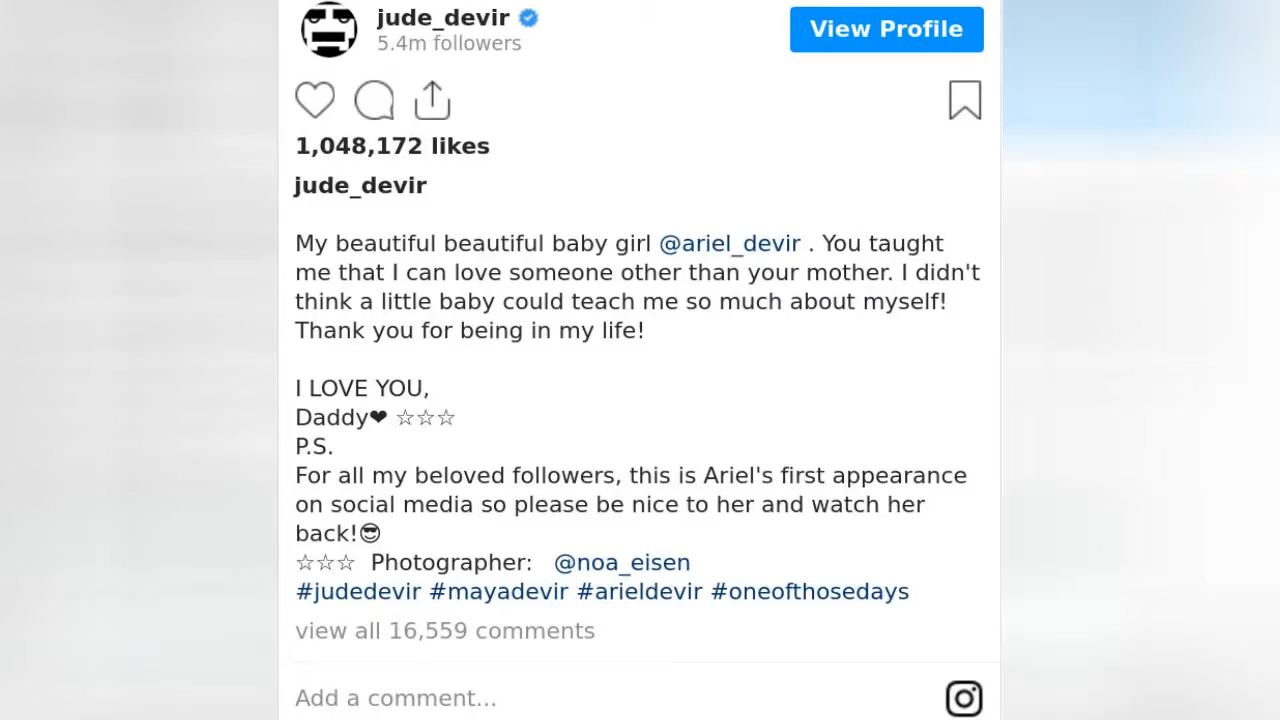 jude_devir
5.4m followers
View Profile
1,048,172 likes
jude_devir
My beautiful beautiful baby girl @ariel_devir . You taught
me that I can love someone other than your mother. I didn't
think a little baby could teach me so much about myself!
Thank you for being in my life!
I LOVE YOU,
Daddy❤ ☆☆☆
P.S.
For all my beloved followers, this is Ariel's first appearance
on social media so please be nice to her and watch her
back!😎
☆☆☆ Photographer: @noa_eisen
#judedevir #mayadevir #arieldevir #oneofthosedays
view all 16,559 comments
Add a comment...